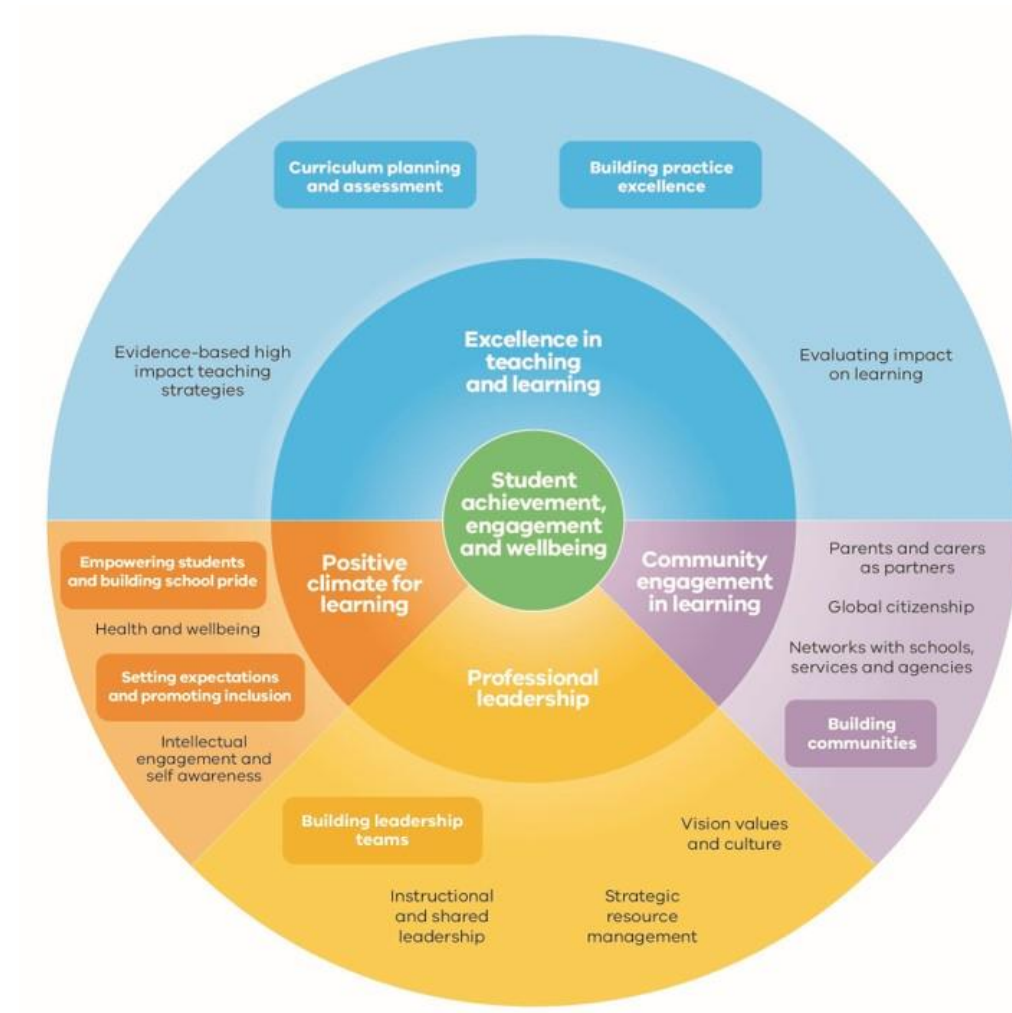 Curriculum planning
and assessment
Building practice
excellence
Excellence in
teaching
and learning
Evidence-based high
impact teaching
strategies
Evaluating impact
on learning
Student
achievement,
engagement
and wellbeing
Empowering students
and building school pride
Health and wellbeing
Setting expectations
and promoting inclusion
Intellectual
engagement and
self awareness
Positive
climate for
learning
Community
engagement
in learning
Parents and carers
as partners
Global citizenship
Networks with schools,
services and agencies
Building
communities
Professional
leadership
Building leadership
teams
Instructional
and shared
leadership
Strategic
resource
management
Vision values
and culture